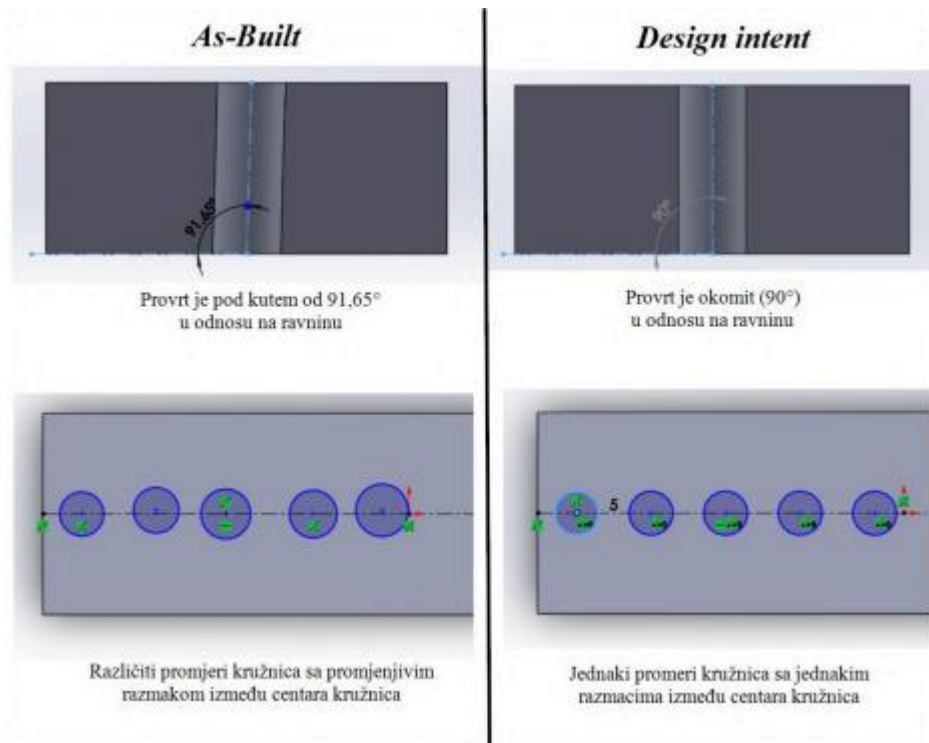 As-Built
Design intent
91,65°
90°
Provrt je pod kutem od 91,65°
u odnosu na ravninu
Provrt je okomit (90°)
u odnosu na ravninu
5
Različiti promjeri kružnica sa promjenjivim
razmakom između centara kružnica
Jednaki promeri kružnica sa jednakim
razmacima između centara kružnica